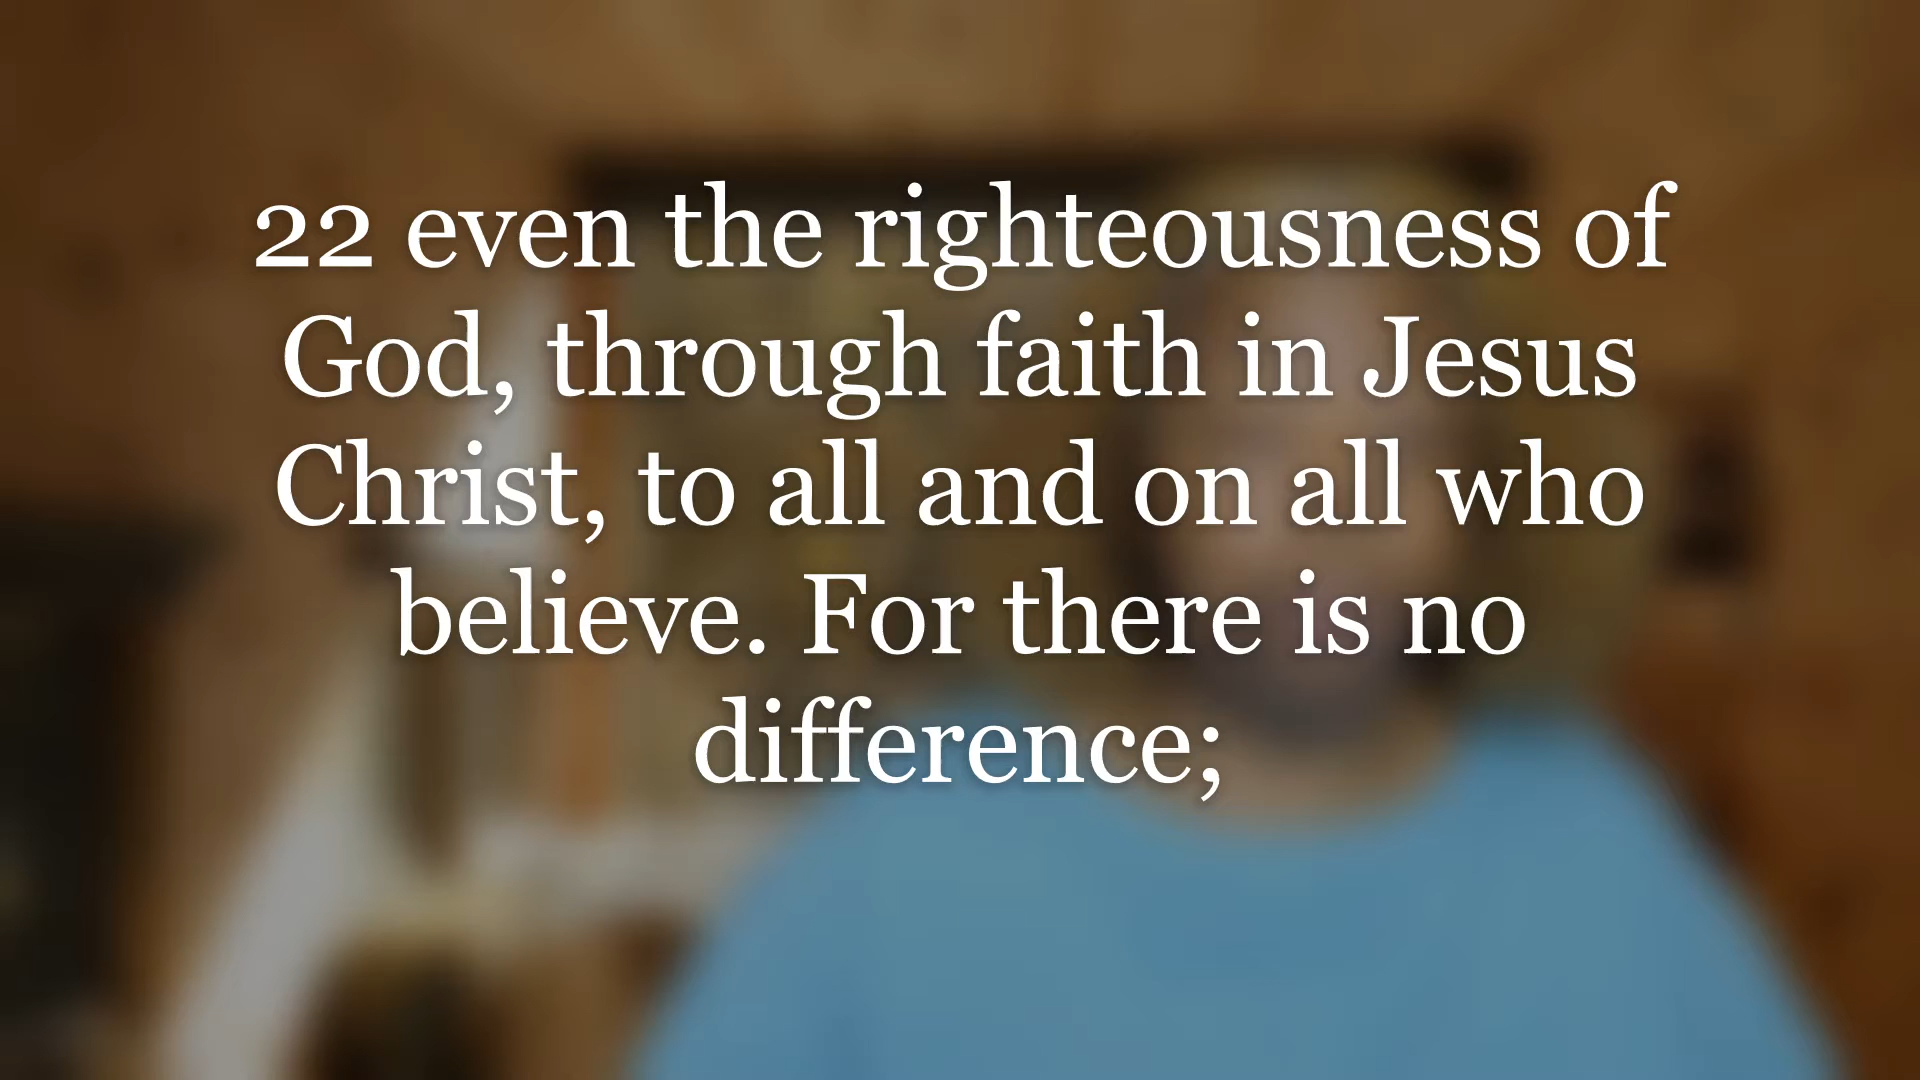 22 even the righteousness of
God, through faith in Jesus
Christ, to all and on all who
believe. For there is no
difference;